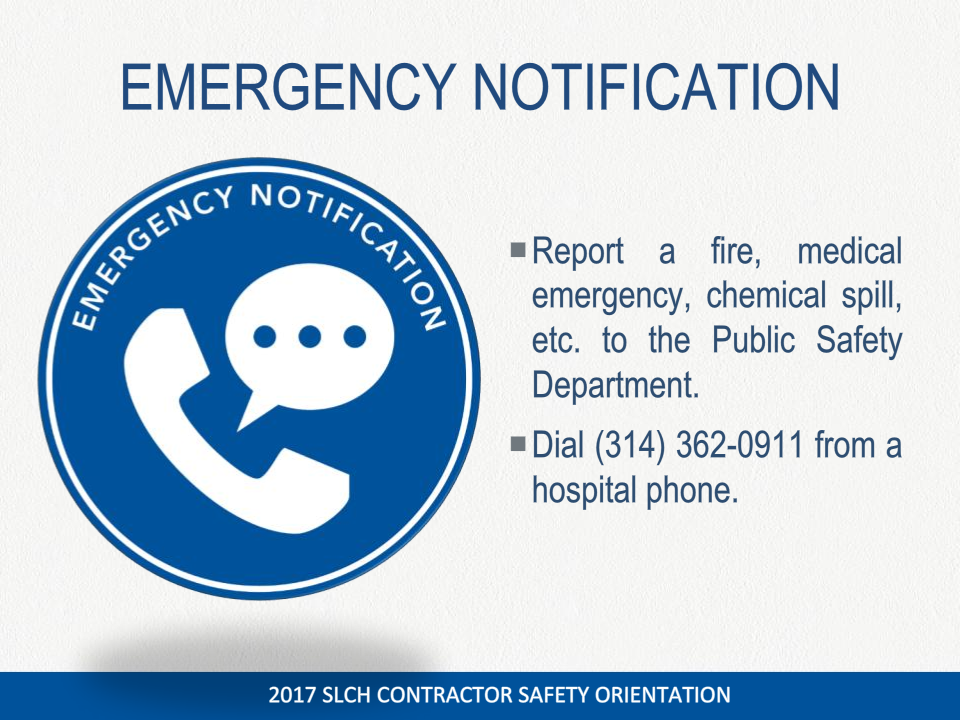 EMERGENCY NOTIFICATION
EMERGENCY NOTIFICATION
Report a fire, medical
emergency, chemical spill,
etc. to the Public Safety
Department.
Dial (314) 362-0911 from a
hospital phone.
2017 SLCH CONTRACTOR SAFETY ORIENTATION